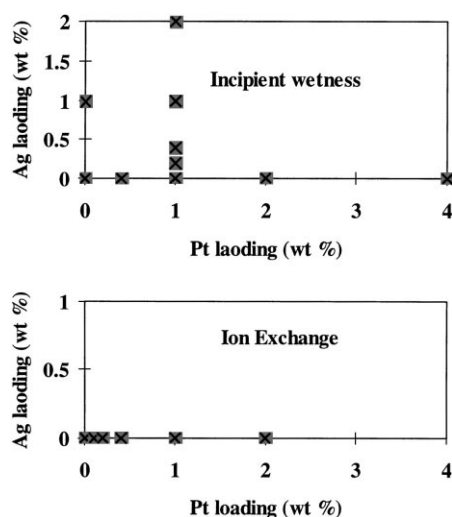 2
1.5
Incipient wetness
1
0.5
0
0 1 2 3 4
Ag laoding (wt %)
Pt laoding (wt %)
1
Ion Exchange
0.5
0
0 1 2 3 4
Ag laoding (wt %)
Pt loading (wt %)